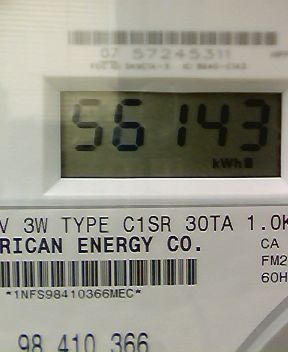 07 57245311
56143
kWh
V 3W TYPE C1SR 30TA 1.0K
RICAN ENERGY CO.
CA
FM2
60H
*1NFS98410366MEC*
98 410 366